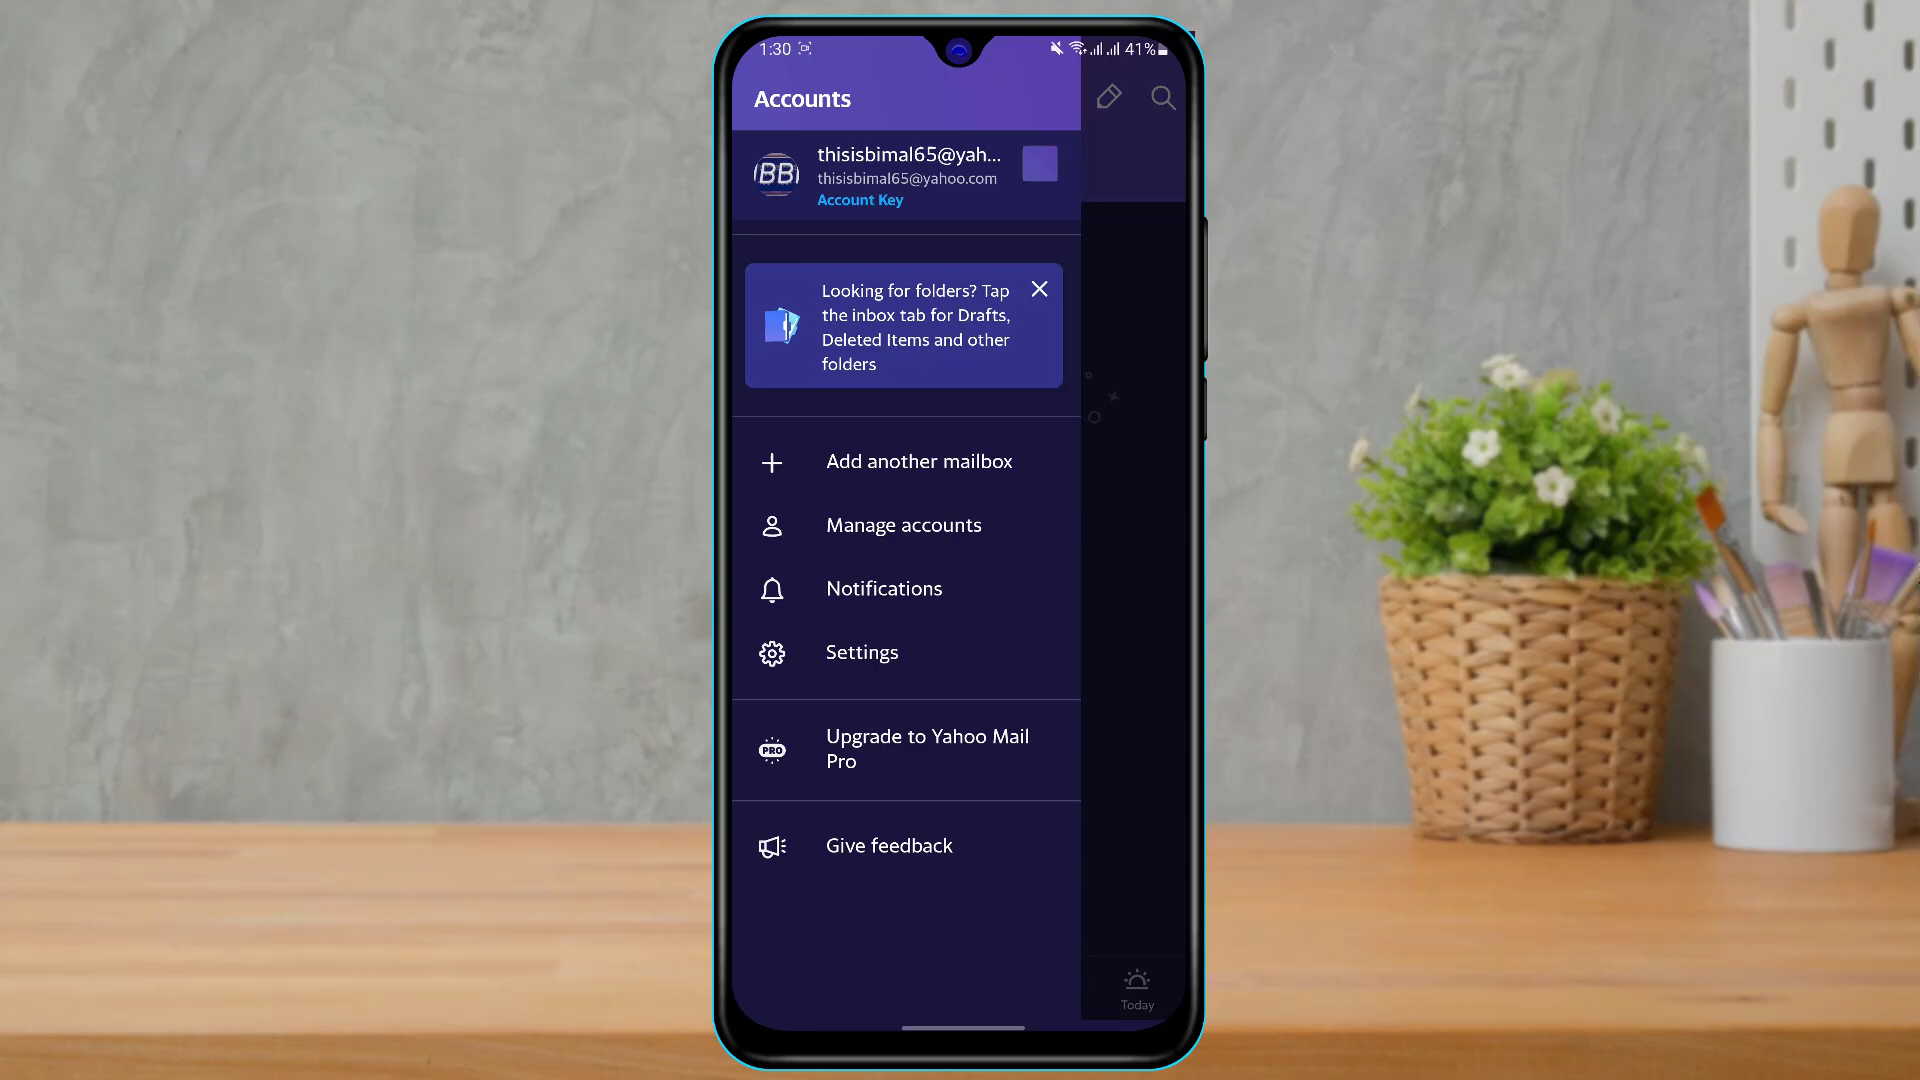 1:30
41%
Accounts
BB
thisisbimal65@yah...
thisisbimal65@yahoo.com
Account Key
Looking for folders? Tap
the inbox tab for Drafts,
Deleted Items and other
folders
Add another mailbox
Manage accounts
Notifications
Settings
PRO
Upgrade to Yahoo Mail
Pro
Give feedback
Today